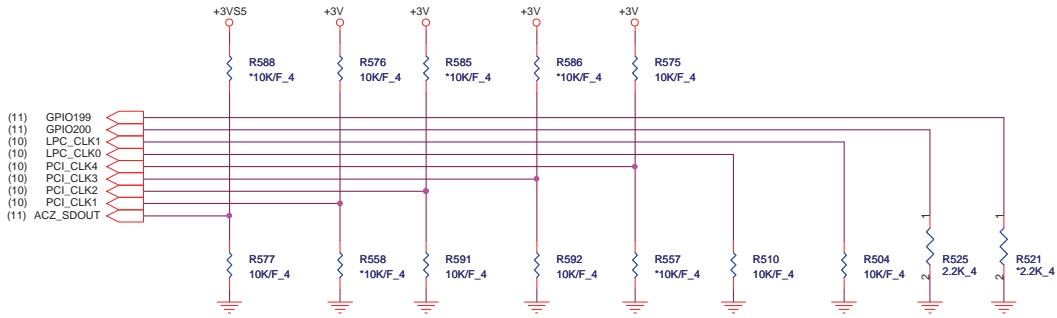 +3VS5 +3V +3V +3V +3V
R588 R576 R585 R586 R575
*10K/F_4 10K/F_4 *10K/F_4 *10K/F_4 10K/F_4
(11) GPIO199
(11) GPIO200
(10) LPC_CLK1
(10) LPC_CLK0
(10) PCI_CLK4
(10) PCI_CLK3
(10) PCI_CLK2
(10) PCI_CLK1
(11) ACZ_SDOUT
1 1
R577 R558 R591 R592 R557 R510 R504 R525 R521
10K/F_4 *10K/F_4 10K/F_4 10K/F_4 *10K/F_4 10K/F_4 10K/F_4 2.2K_4 *2.2K_4
2 2